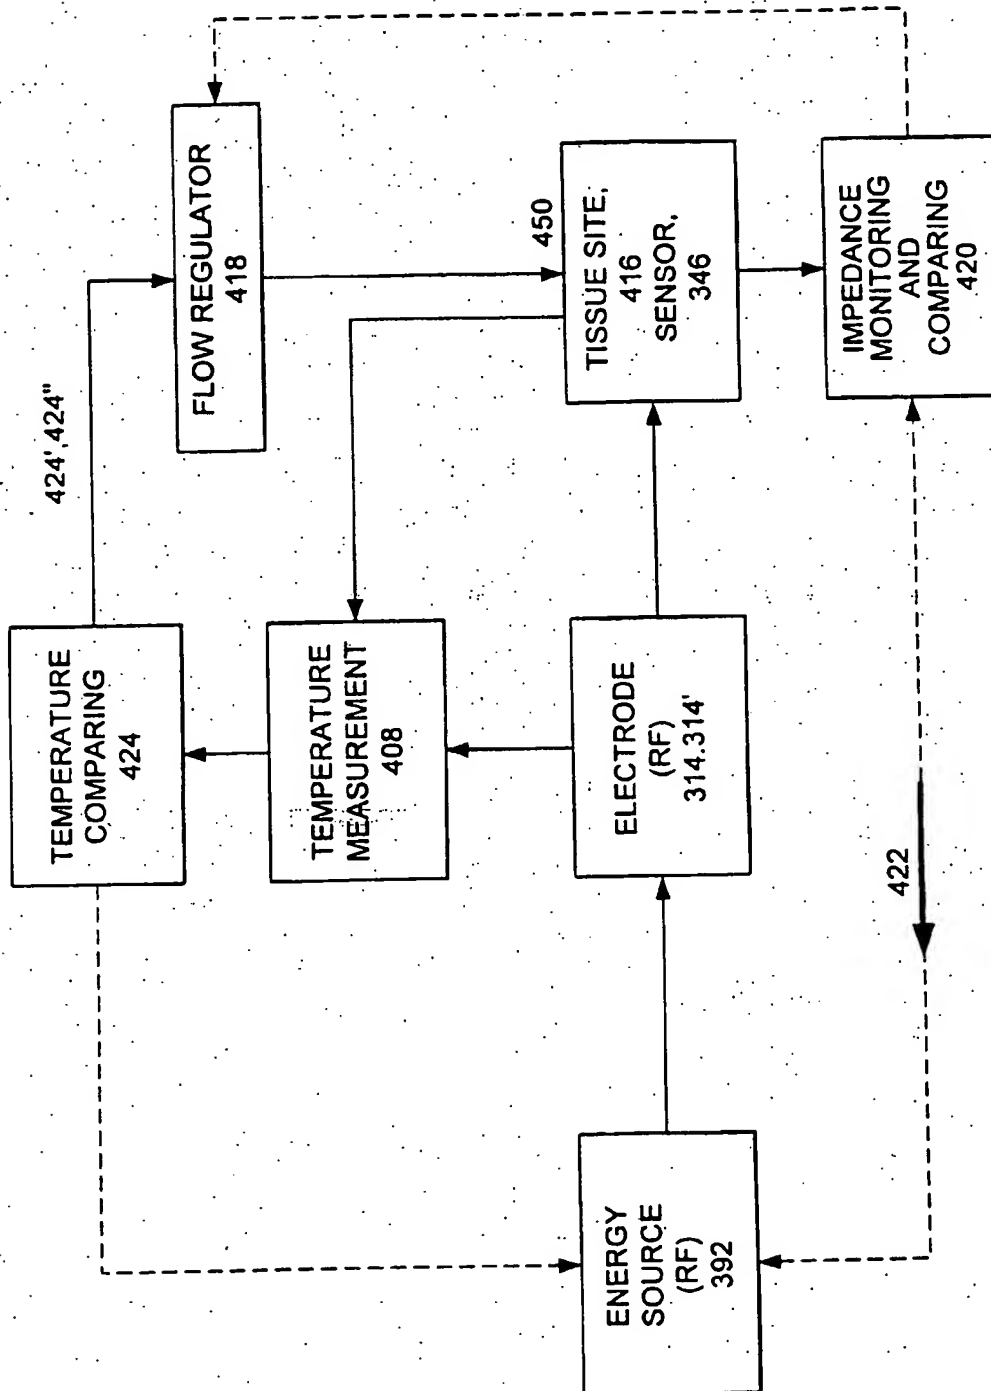 TEMPERATURE
COMPARING
424
424',424"
FLOW REGULATOR
418
TEMPERATURE
MEASUREMENT
408
450
TISSUE SITE,
416
SENSOR,
346
ELECTRODE
(RF)
314.314'
ENERGY
SOURCE
(RF)
392
422
IMPEDANCE
MONITORING
AND
COMPARING
420